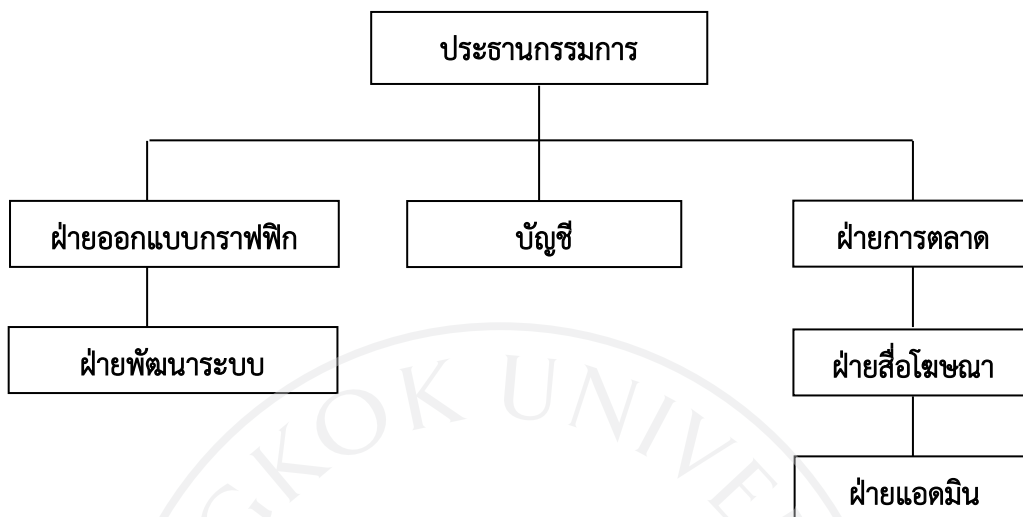 ประธานกรรมการ
ฝ่ายออกแบบกราฟฟิก
บัญชี
ฝ่ายการตลาด
ฝ่ายพัฒนาระบบ
ฝ่ายสื่อโฆษณา
ฝ่ายแอดมิน
GKOK UNIVE